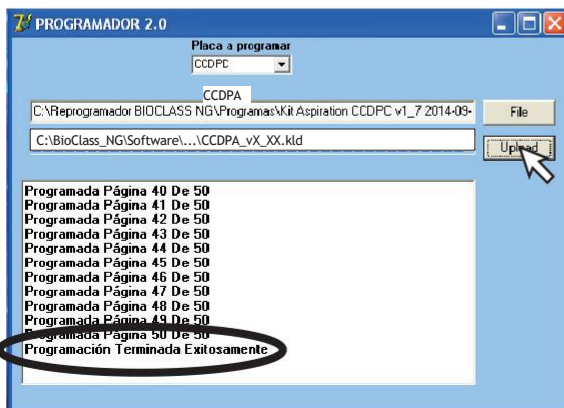 PROGRAMADOR 2.0
Placa a programar
CCDPC
CCDPA
C:\Reprogramador BIOCLASS NG\Programas\Kit Aspiration CCDPC v1_7 2014-09-
File
C:\BioClass_NG\Software\...\CCDPA_vX_XX.kld
Upload
Programada Página 40 De 50
Programada Página 41 De 50
Programada Página 42 De 50
Programada Página 43 De 50
Programada Página 44 De 50
Programada Página 45 De 50
Programada Página 46 De 50
Programada Página 47 De 50
Programada Página 48 De 50
Programada Página 49 De 50
Programada Página 50 De 50
Programación Terminada Exitosamente